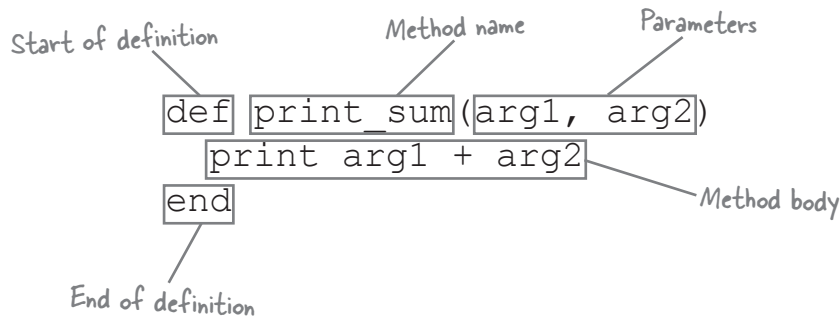 Start of definition
Method name
Parameters
def print_sum(arg1, arg2)
print arg1 + arg2
Method body
end
End of definition